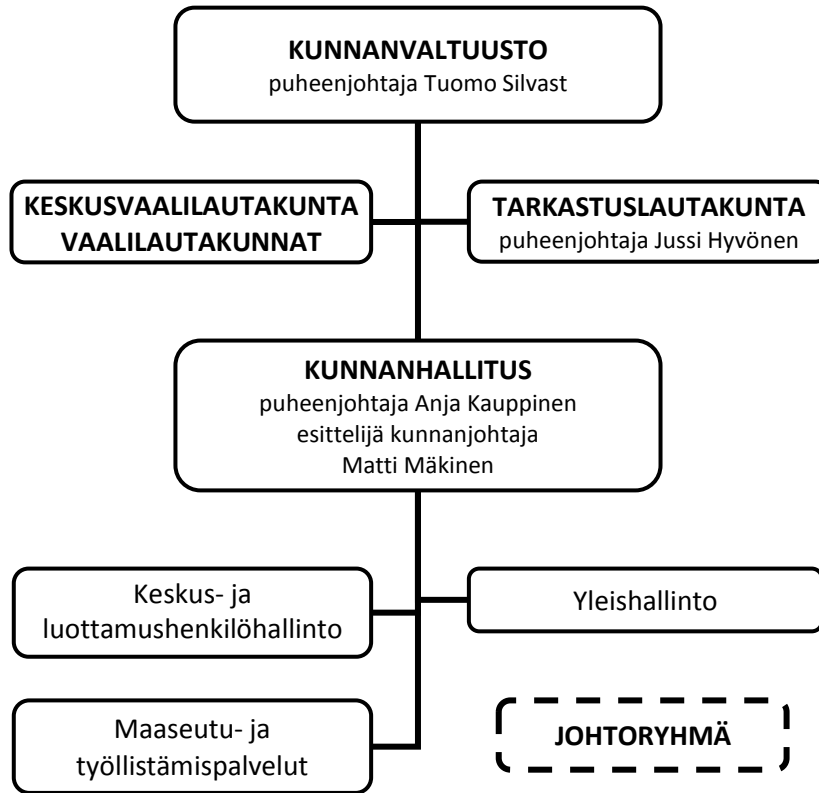 KUNNANVALTUUSTO
puheenjohtaja Tuomo Silvast
KESKUSVAALILAUTAKUNTA
VAALILAUTAKUNNAT
TARKASTUSLAUTAKUNTA
puheenjohtaja Jussi Hyvönen
KUNNANHALLITUS
puheenjohtaja Anja Kauppinen
esittelijä kunnanjohtaja
Matti Mäkinen
Keskus- ja
luottamushenkilöhallinto
Yleishallinto
Maaseutu- ja
työllistämispalvelut
JOHTORYHMÄ